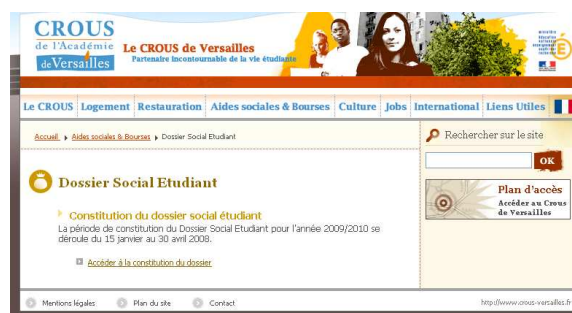 CROUS
de l'Académie
de Versailles
Le CROUS de Versailles
Partenaire incontournable de la vie étudiante
Le CROUS Logement Restauration Aides sociales & Bourses Culture Jobs International Liens Utiles
Accueil Aides sociales & Bourses Dossier Social Etudiant
Rechercher sur le site
OK
Dossier Social Etudiant
Constitution du dossier social étudiant
La période de constitution du Dossier Social Etudiant pour l'année 2009/2010 se
déroule du 15 janvier au 30 avril 2008.
Accéder à la constitution du dossier
Plan d'accès
Accéder au Crous
de Versailles
Mentions légales Plan du site Contact
http://www.crous-versailles.fr